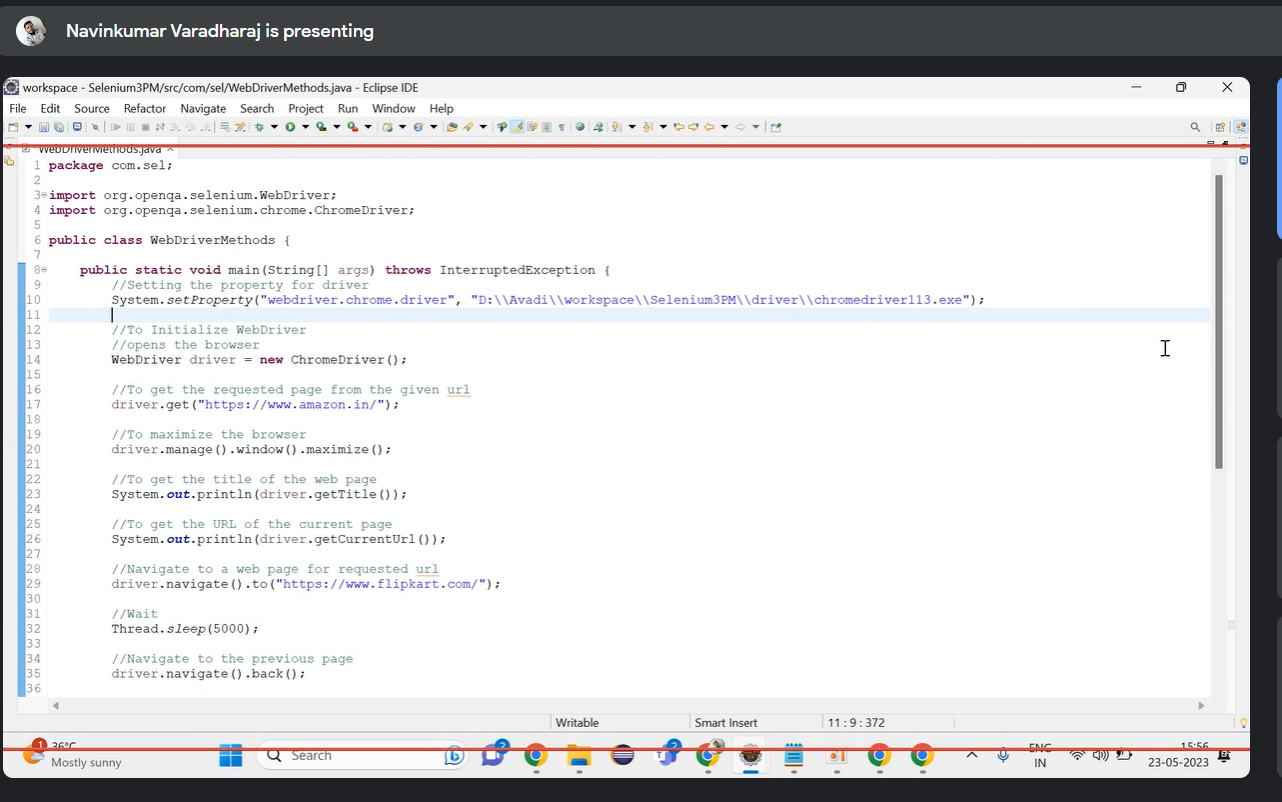 Navinkumar Varadharaj is presenting
workspace - Selenium3PM/src/com/sel/WebDriverMethods.java - Eclipse IDE
File Edit Source Refactor Navigate Search Project Run Window Help
WebDriverMethods.java
1 package com.sel;
2
3 import org.openqa.selenium.WebDriver;
4 import org.openqa.selenium.chrome.ChromeDriver;
5
6 public class WebDriverMethods {
7
8 public static void main(String[] args) throws InterruptedException {
9 //Setting the property for driver
10 System.setProperty("webdriver.chrome.driver", "D:\\Avadi\\workspace\\Selenium3PM\\driver\\chromedriver113.exe");
11
12 //To Initialize WebDriver
13 //opens the browser
14 WebDriver driver = new ChromeDriver();
15
16 //To get the requested page from the given url
17 driver.get("https://www.amazon.in/");
18
19 //To maximize the browser
20 driver.manage().window().maximize();
21
22 //To get the title of the web page
23 System.out.println(driver.getTitle());
24
25 //To get the URL of the current page
26 System.out.println(driver.getCurrentUrl());
27
28 //Navigate to a web page for requested url
29 driver.navigate().to("https://www.flipkart.com/");
30
31 //Wait
32 Thread.sleep(5000);
33
34 //Navigate to the previous page
35 driver.navigate().back();
36
Writable Smart Insert 11 : 9 : 372
1 36°C
Mostly sunny
Search
2
2
ENG
IN
15:56
23-05-2023